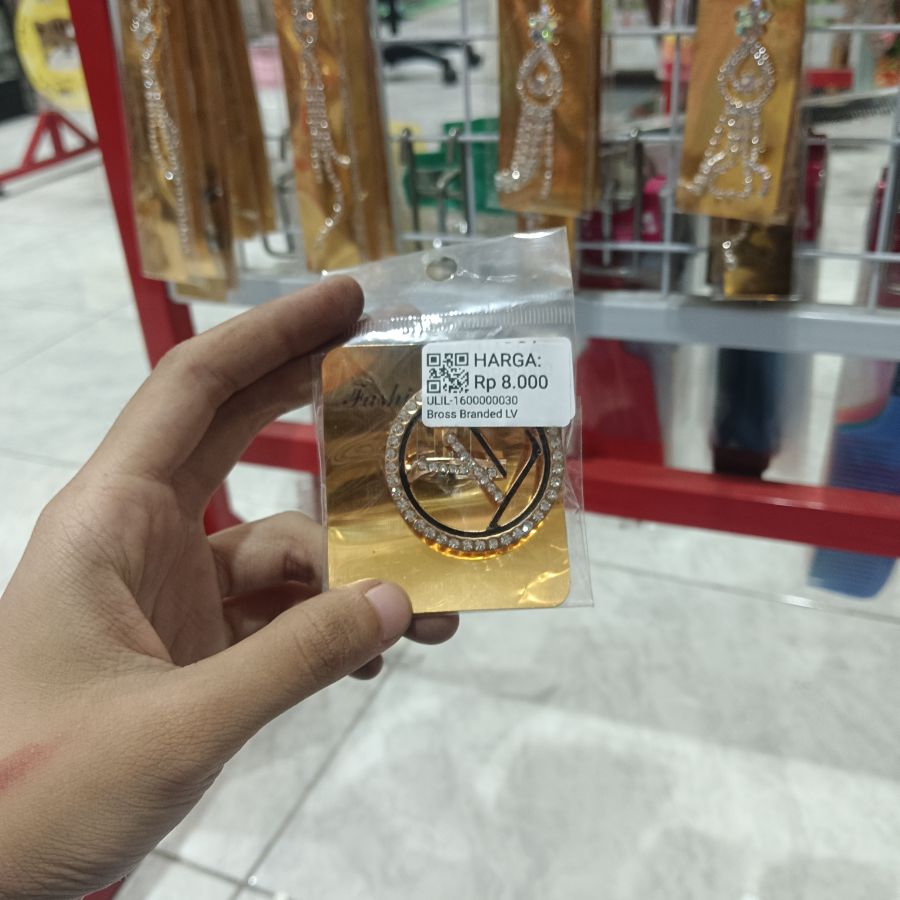 HARGA:
Rp 8.000
ULIL-1600000030
Bross Branded LV